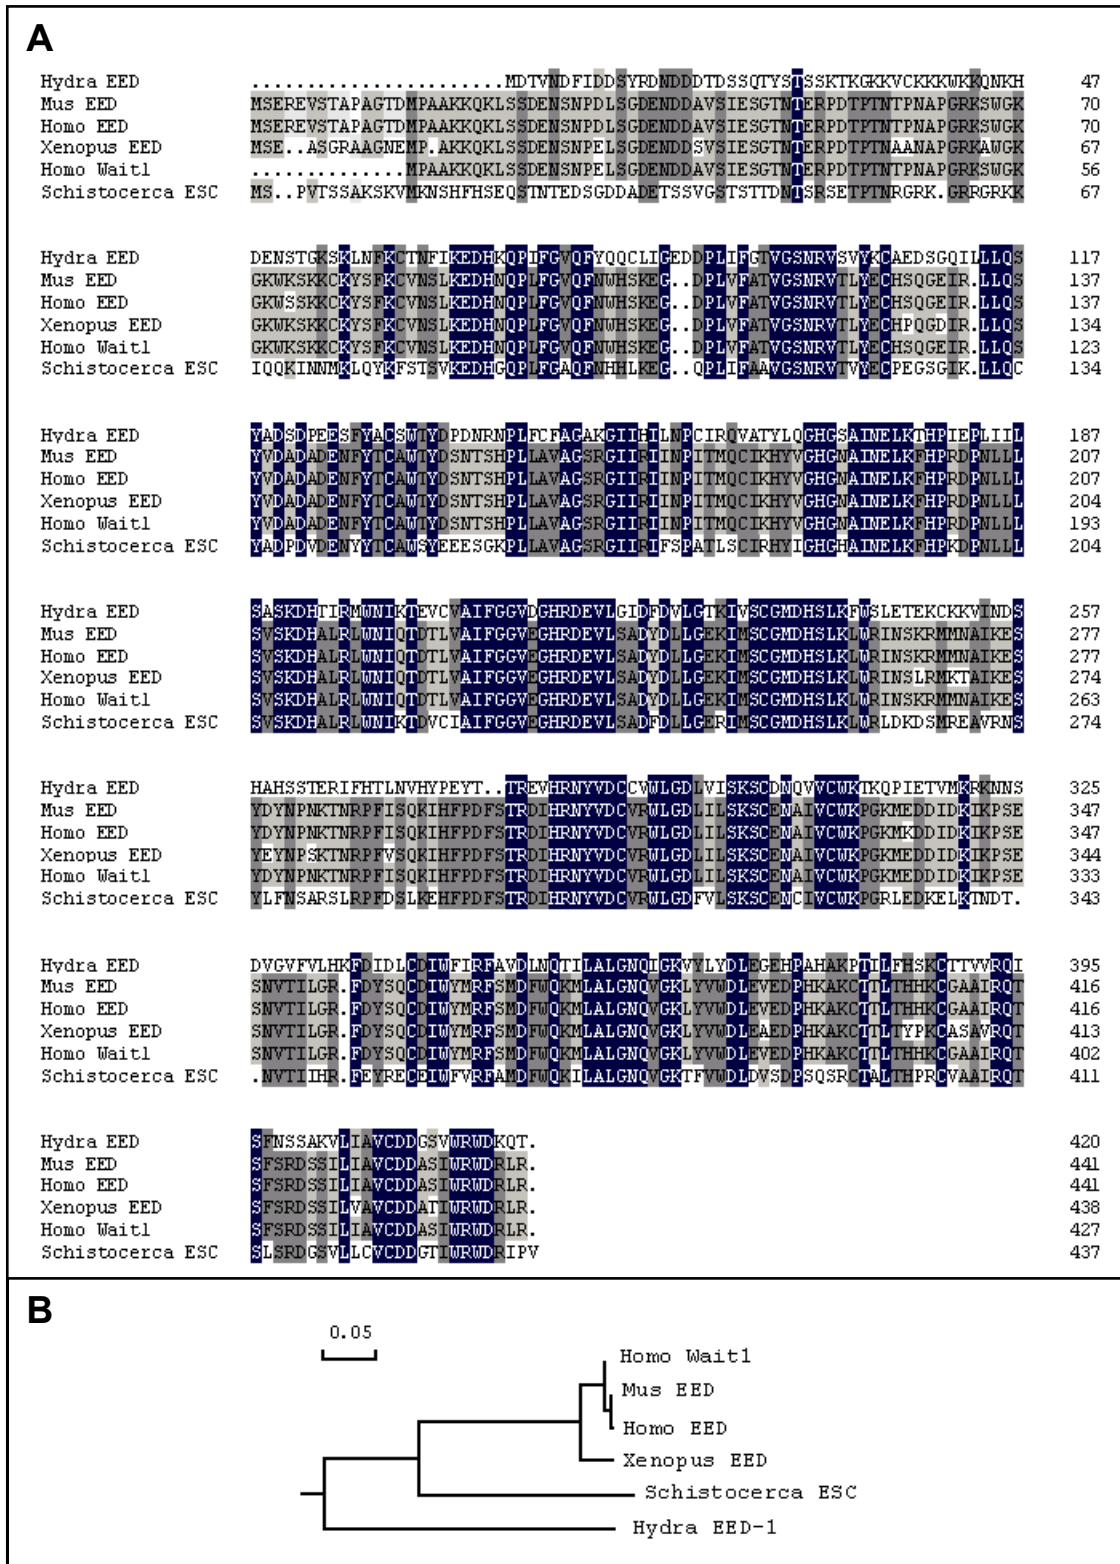 A
Hydra EED .......................MDTVNDFIDDSYRDNDDDTDSSQTYSTSSKTKGKKVCKKKWKKQNKH 47
Mus EED MSEREVSTAPAGTDMPAAKKQKLSSDENSNPDLSGDENDDAVSIESGTNTERPDTPTNTPNAPGRKSWGK 70
Homo EED MSEREVSTAPAGTDMPAAKKQKLSSDENSNPDLSGDENDDAVSIESGTNTERPDTPTNTPNAPGRKSWGK 70
Xenopus EED MSE..ASGRAAGNEMP.AKKQKLSSDENSNPELSGDENDDSVSIESGTNTERPDTPTNAANAPGRKAWGK 67
Homo Wait1 ..............MPAAKKQKLSSDENSNPDLSGDENDDAVSIESGTNTERPDTPTNTPNAPGRKSWGK 56
Schistocerca ESC MS..PVTSSAKSKVMKNSHFHSEQSTNTEDSGDDADETSSVGSTSTTDNTSRSETPTNRGRK.GRRGRKK 67
Hydra EED DENSTGKSKLNFKCTNFIKEDHKQPIFGVQFYQQCLIGEDDPLIFGTVGSNRVSVYKCAEDSGQILLLQS 117
Mus EED GKWKSKKCKYSFKCVNSLKEDHNQPLFGVQFNWHSKEG..DPLVFATVGSNRVTLYECHSQGEIR.LLQS 137
Homo EED GKWSSKKCKYSFKCVNSLKEDHNQPLFGVQFNWHSKEG..DPLVFATVGSNRVTLYECHSQGEIR.LLQS 137
Xenopus EED GKWKSKKCKYSFKCVNSLKEDHNQPLFGVQFNWHSKEG..DPLVFATVGSNRVTLYECHPQGDIR.LLQS 134
Homo Wait1 GKWKSKKCKYSFKCVNSLKEDHNQPLFGVQFNWHSKEG..DPLVFATVGSNRVTLYECHSQGEIR.LLQS 123
Schistocerca ESC IQQKINNMKLQYKFSTSVKEDHGQPLFGAQFNHHLKEG..QPLIFAAVGSNRVTVYECPEGSGIK.LLQC 134
Hydra EED YADSDPEESFYACSWTYDPDNRNPLFCFAGAKGIIHILNPCIRQVATYLQGHGSAINELKTHPIEPLIIL 187
Mus EED YVDADADENFYTCAWTYDSNTSHPLLAVAGSRGIIRIINPITMQCIKHYVGHGNAINELKFHPRDPNLLL 207
Homo EED YVDADADENFYTCAWTYDSNTSHPLLAVAGSRGIIRIINPITMQCIKHYVGHGNAINELKFHPRDPNLLL 207
Xenopus EED YVDADADENFYTCAWTYDSNTSHPLLAVAGSRGIIRIINPITMQCIKHYVGHGNAINELKFHPRDPNLLL 204
Homo Wait1 YVDADADENFYTCAWTYDSNTSHPLLAVAGSRGIIRIINPITMQCIKHYVGHGNAINELKFHPRDPNLLL 193
Schistocerca ESC YADPDVDENYYTCAWSYEEESGKPLLAVAGSRGIIRIFSPATLSCIRHYIGHGHAINELKFHPKDPNLLL 204
Hydra EED SASKDHTIRMWNIKTEVCVAIFGGVDGHRDEVLGIDFDVLGTKIVSCGMDHSLKFWSLETEKCKKVINDS 257
Mus EED SVSKDHALRLWNIQTDTLVAIFGGVEGHRDEVLSADYDLLGEKIMSCGMDHSLKLWRINSKRMMNAIKES 277
Homo EED SVSKDHALRLWNIQTDTLVAIFGGVEGHRDEVLSADYDLLGEKIMSCGMDHSLKLWRINSKRMMNAIKES 277
Xenopus EED SVSKDHALRLWNIQTDTLVAIFGGVEGHRDEVLSADYDLLGEKIMSCGMDHSLKLWRINSLRMKTAIKES 274
Homo Wait1 SVSKDHALRLWNIQTDTLVAIFGGVEGHRDEVLSADYDLLGEKIMSCGMDHSLKLWRINSKRMMNAIKES 263
Schistocerca ESC SVSKDHALRLWNIKTDVCIAIFGGVEGHRDEVLSADFDLLGERIMSCGMDHSLKLWRLDKDSMREAVRNS 274
Hydra EED HAHSSTERIFHTLNVHYPEYT..TREVHRNYVDCCVWLGDLVISKSCDNQVVCWKTKQPIETVMKRKNNS 325
Mus EED YDYNPNKTNRPFISQKIHFPDFSTRDIHRNYVDCVRWLGDLILSKSCENAIVCWKPGKMEDDIDKIKPSE 347
Homo EED YDYNPNKTNRPFISQKIHFPDFSTRDIHRNYVDCVRWLGDLILSKSCENAIVCWKPGKMKDDIDKIKPSE 347
Xenopus EED YEYNPSKTNRPFVSQKIHFPDFSTRDIHRNYVDCVRWLGDLILSKSCENAIVCWKPGKMEDDIDKIKPSE 344
Homo Wait1 YDYNPNKTNRPFISQKIHFPDFSTRDIHRNYVDCVRWLGDLILSKSCENAIVCWKPGKMEDDIDKIKPSE 333
Schistocerca ESC YLFNSARSLRPFDSLKEHFPDFSTRDIHRNYVDCVRWLGDFVLSKSCENCIVCWKPGRLEDKELKTNDT. 343
Hydra EED DVGVFVLHKFDIDLCDIWFIRFAVDLNQTILALGNQIGKVYLYDLEGEHPAHAKPTILFHSKCTTVVRQI 395
Mus EED SNVTILGR.FDYSQCDIWYMRFSMDFWQKMLALGNQVGKLYVWDLEVEDPHKAKCTTLTHHKCGAAIRQT 416
Homo EED SNVTILGR.FDYSQCDIWYMRFSMDFWQKMLALGNQVGKLYVWDLEVEDPHKAKCTTLTHHKCGAAIRQT 416
Xenopus EED SNVTILGR.FDYSQCDIWYMRFSMDFWQKMLALGNQVGKLYVWDLEAEDPHKAKCTTLTYPKCASAVRQT 413
Homo Wait1 SNVTILGR.FDYSQCDIWYMRFSMDFWQKMLALGNQVGKLYVWDLEVEDPHKAKCTTLTHHKCGAAIRQT 402
Schistocerca ESC .NVTIIHR.FEYRECEIWFVRFAMDFWQKILALGNQVGKTFVWDLDVSDPSQSRCTALTHPRCVAAIRQT 411
Hydra EED SFNSSAKVLIAVCDDGSVWRWDKQT. 420
Mus EED SFSRDSSILIAVCDDASIWRWDRLR. 441
Homo EED SFSRDSSILIAVCDDASIWRWDRLR. 441
Xenopus EED SFSRDSSILVAVCDDATIWRWDRLR. 438
Homo Wait1 SFSRDSSILIAVCDDASIWRWDRLR. 427
Schistocerca ESC SLSRDGSVLLCVCDDGTIWRWDRIPV 437
B
0.05
Homo Wait1
Mus EED
Homo EED
Xenopus EED
Schistocerca ESC
Hydra EED-1